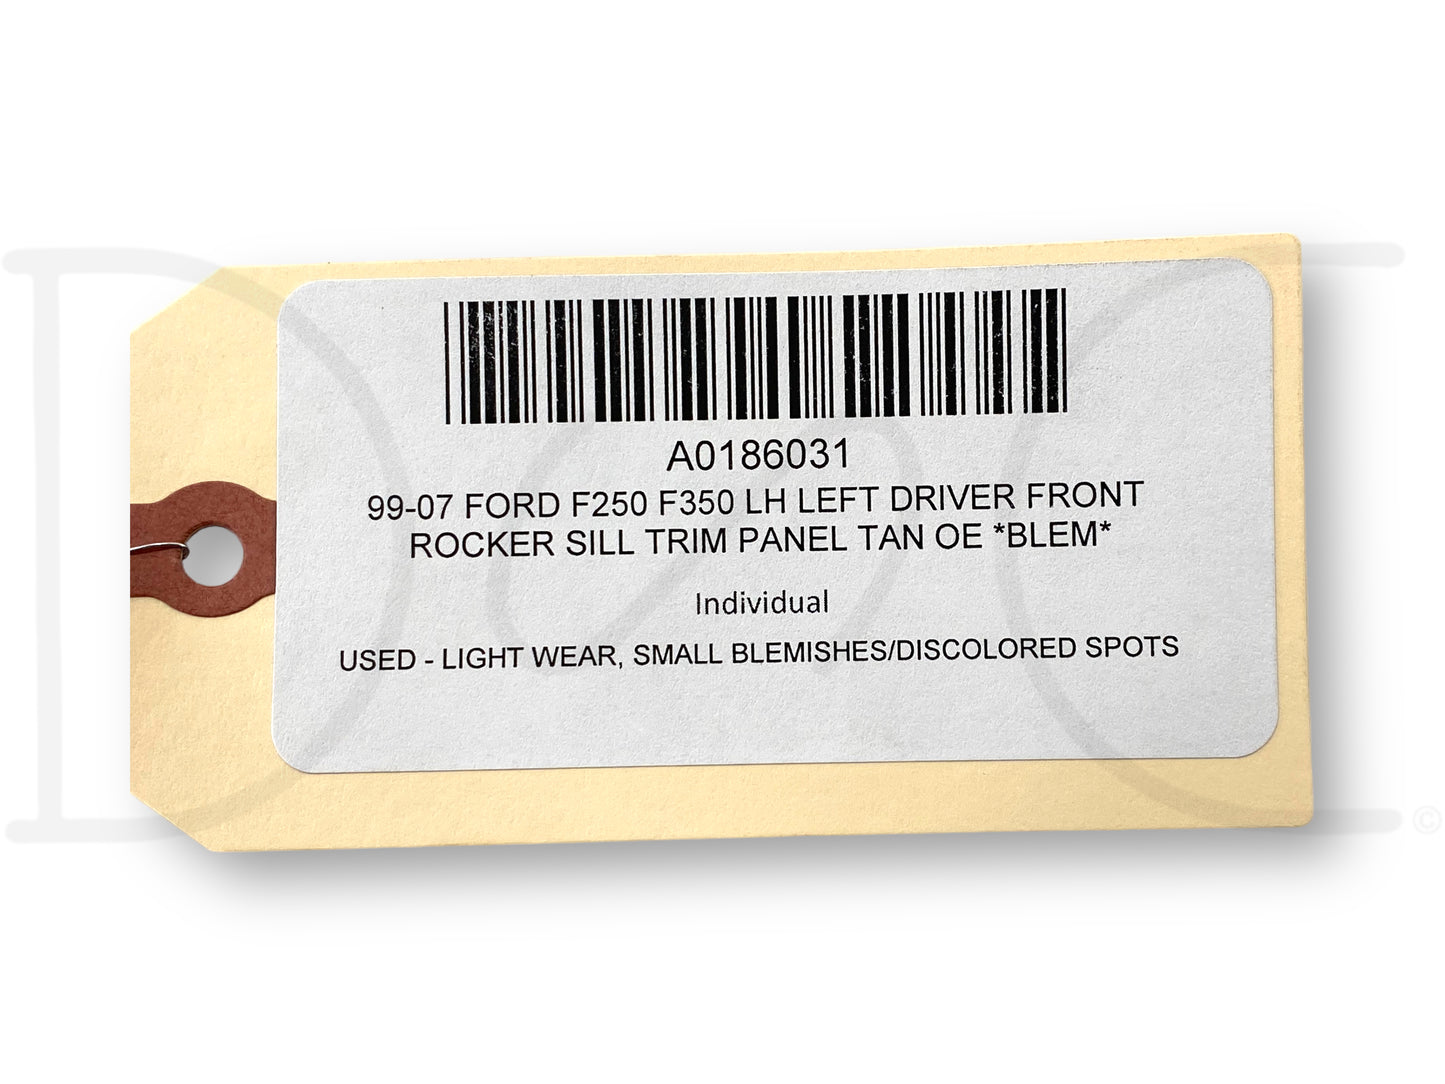 A0186031
99-07 FORD F250 F350 LH LEFT DRIVER FRONT
ROCKER SILL TRIM PANEL TAN OE *BLEM*
Individual
USED - LIGHT WEAR, SMALL BLEMISHES/DISCOLORED SPOTS
©